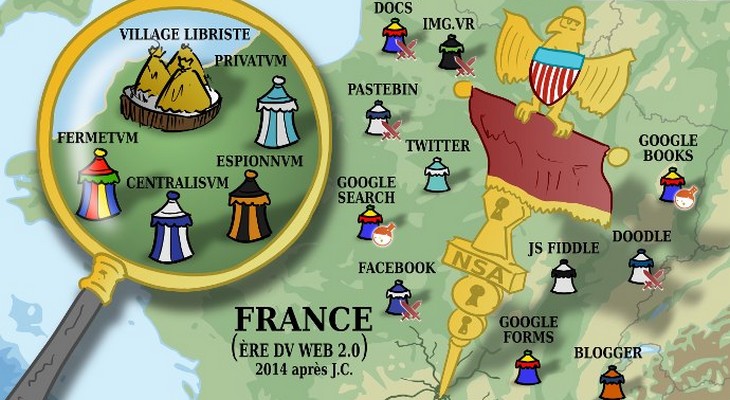 VILLAGE LIBRISTE
PRIVATVM
FERMETVM
CENTRALISVM
ESPIONNVM
DOCS
IMG.VR
PASTEBIN
TWITTER
GOOGLE
SEARCH
FACEBOOK
NSA
GOOGLE
BOOKS
JS FIDDLE
DOODLE
GOOGLE
FORMS
BLOGGER
FRANCE
(ÈRE DV WEB 2.0)
2014 après J.C.